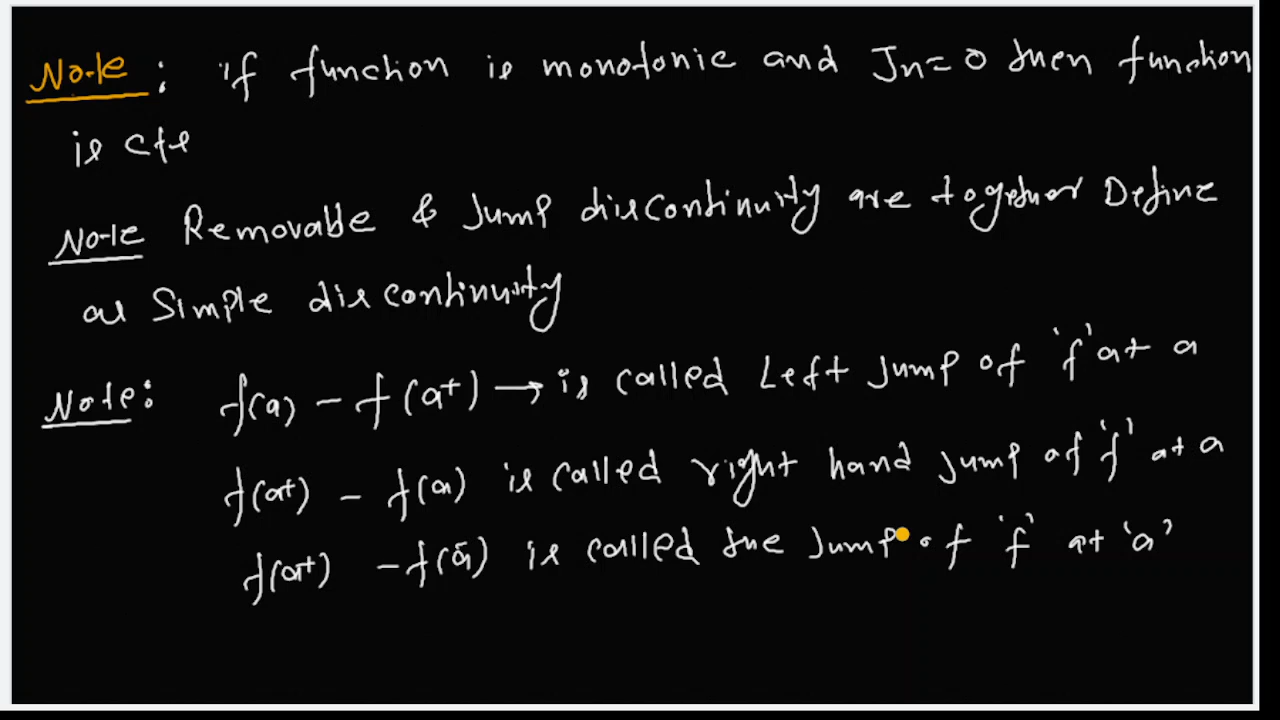 Note : if function is monotonic and Jn = 0 then function
is cts
Note Removable & Jump discontinuity are together Define
as Simple discontinuity
Note: f(a) - f(a+) → is called Left Jump of 'f' at a
f(a+) - f(a) is called right hand jump of 'f' at a
f(a+) - f(a-) is called the Jump of 'f' at 'a'